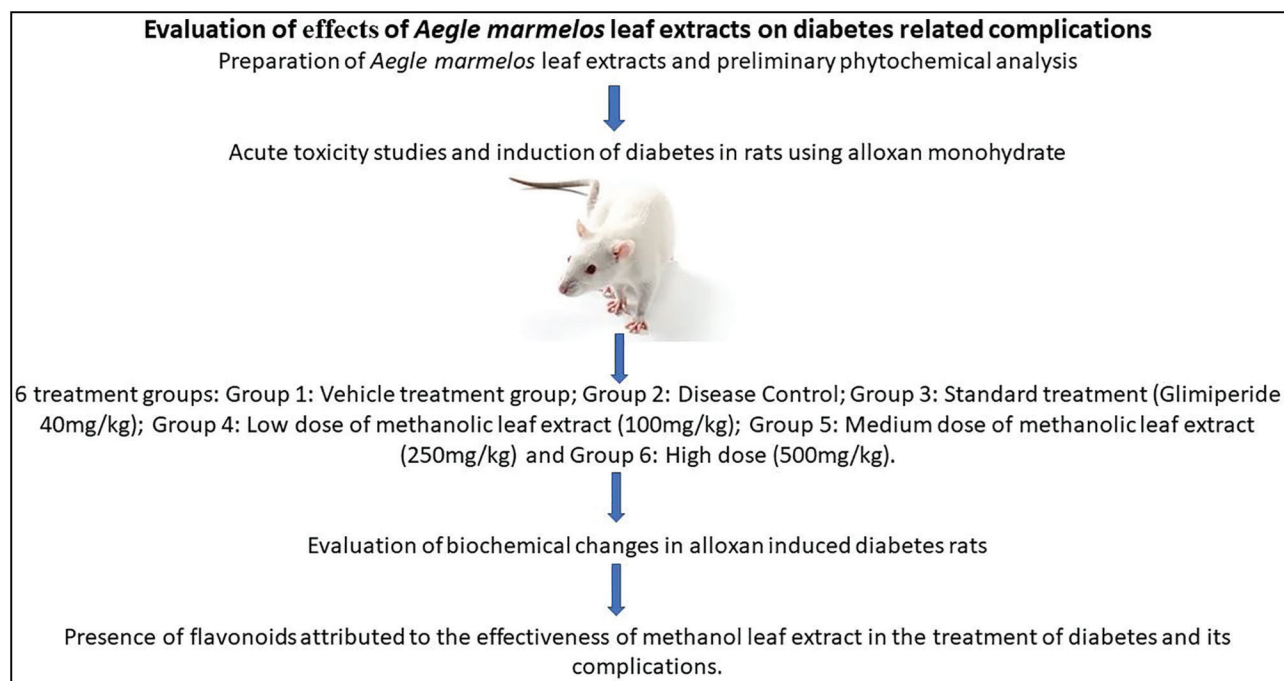 Evaluation of effects of Aegle marmelos leaf extracts on diabetes related complications
Preparation of Aegle marmelos leaf extracts and preliminary phytochemical analysis
Acute toxicity studies and induction of diabetes in rats using alloxan monohydrate
6 treatment groups: Group 1: Vehicle treatment group; Group 2: Disease Control; Group 3: Standard treatment (Glimiperide
40mg/kg); Group 4: Low dose of methanolic leaf extract (100mg/kg); Group 5: Medium dose of methanolic leaf extract
(250mg/kg) and Group 6: High dose (500mg/kg).
Evaluation of biochemical changes in alloxan induced diabetes rats
Presence of flavonoids attributed to the effectiveness of methanol leaf extract in the treatment of diabetes and its
complications.